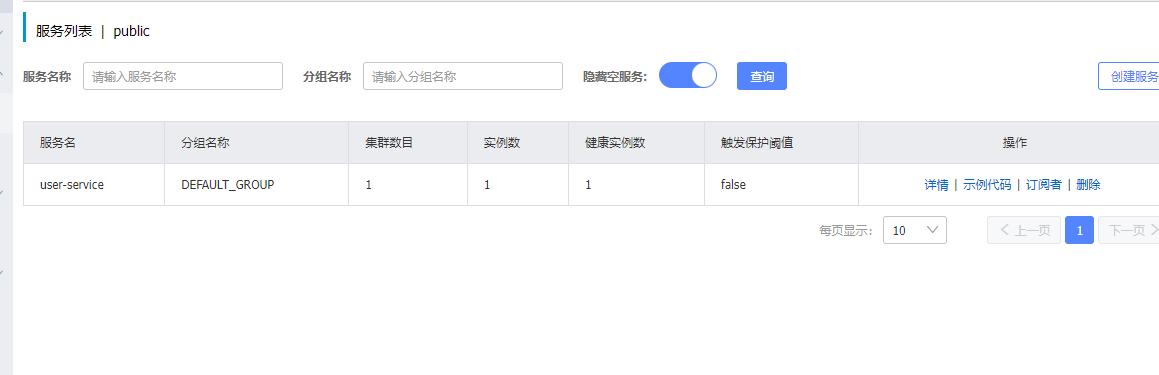 服务列表 | public
服务名称 请输入服务名称 分组名称 请输入分组名称 隐藏空服务: 查询 创建服务
服务名 分组名称 集群数目 实例数 健康实例数 触发保护阈值 操作
user-service DEFAULT_GROUP 1 1 1 false 详情 | 示例代码 | 订阅者 | 删除
每页显示: 10 上一页 1 下一页